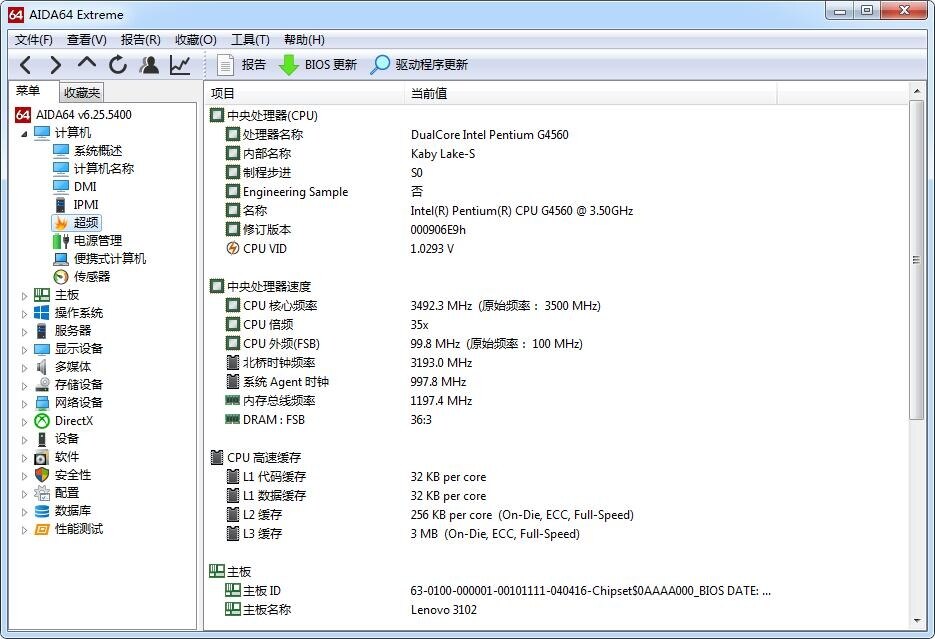 64 AIDA64 Extreme
文件(F) 查看(V) 报告(R) 收藏(O) 工具(T) 帮助(H)
报告 BIOS 更新 驱动程序更新
菜单 收藏夹
64 AIDA64 v6.25.5400
计算机
系统概述
计算机名称
DMI
IPMI
超频
电源管理
便携式计算机
传感器
主板
操作系统
服务器
显示设备
多媒体
存储设备
网络设备
DirectX
设备
软件
安全性
配置
数据库
性能测试
项目 当前值
中央处理器(CPU)
处理器名称 DualCore Intel Pentium G4560
内部名称 Kaby Lake-S
制程步进 S0
Engineering Sample 否
名称 Intel(R) Pentium(R) CPU G4560 @ 3.50GHz
修订版本 000906E9h
CPU VID 1.0293 V
中央处理器速度
CPU 核心频率 3492.3 MHz (原始频率： 3500 MHz)
CPU 倍频 35x
CPU 外频(FSB) 99.8 MHz (原始频率： 100 MHz)
北桥时钟频率 3193.0 MHz
系统 Agent 时钟 997.8 MHz
内存总线频率 1197.4 MHz
DRAM : FSB 36:3
CPU 高速缓存
L1 代码缓存 32 KB per core
L1 数据缓存 32 KB per core
L2 缓存 256 KB per core (On-Die, ECC, Full-Speed)
L3 缓存 3 MB (On-Die, ECC, Full-Speed)
主板
主板 ID 63-0100-000001-00101111-040416-Chipset$0AAAA000_BIOS DATE: ...
主板名称 Lenovo 3102